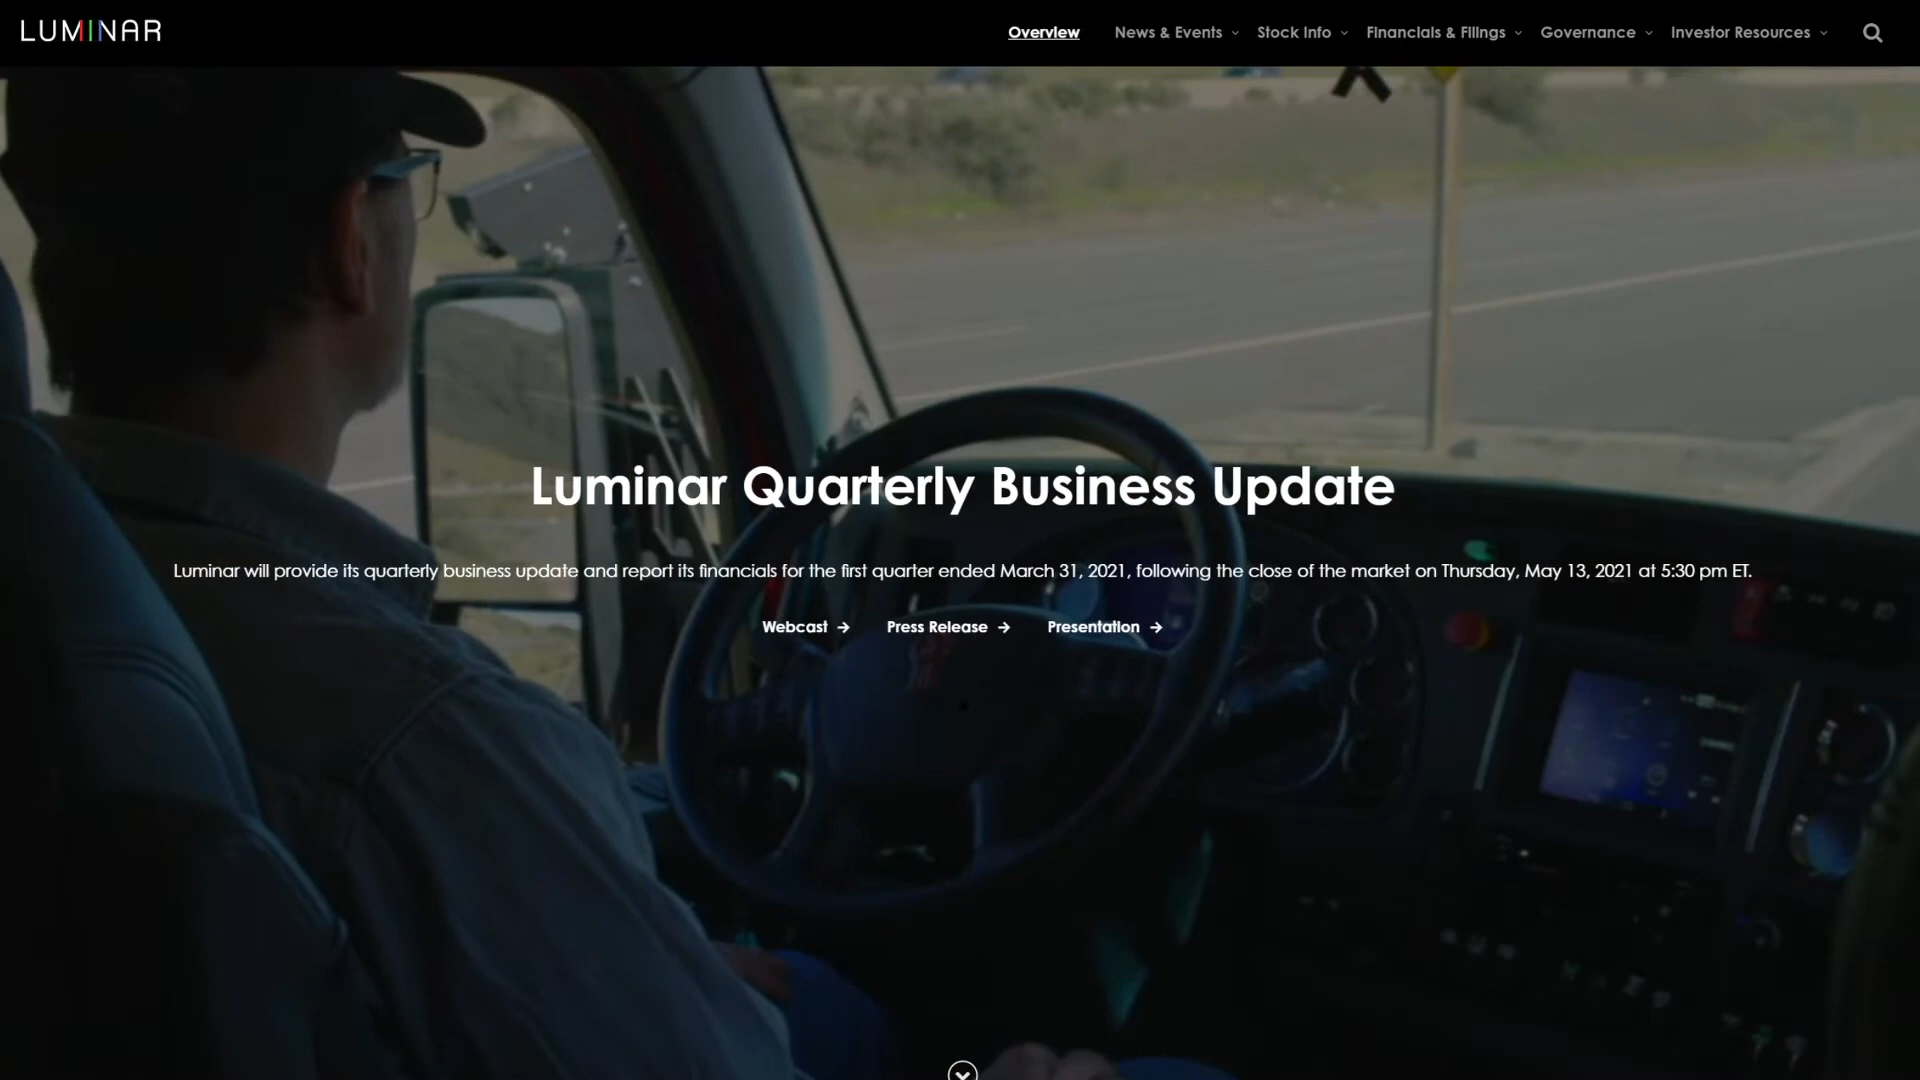 LUMINAR
Overview News & Events Stock Info Financials & Filings Governance Investor Resources
Luminar Quarterly Business Update
Luminar will provide its quarterly business update and report its financials for the first quarter ended March 31, 2021, following the close of the market on Thursday, May 13, 2021 at 5:30 pm ET.
Webcast → Press Release → Presentation →